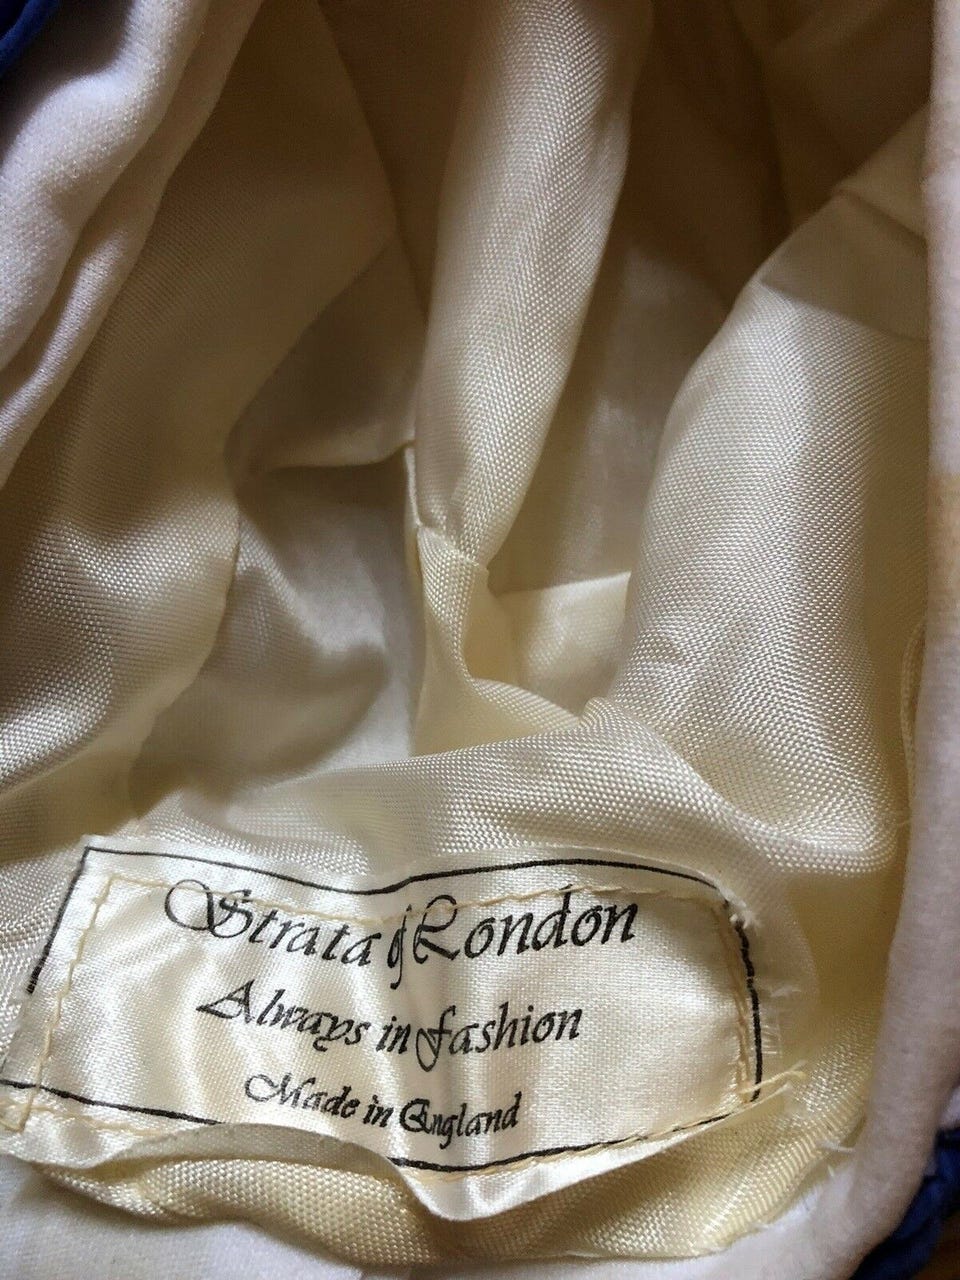 Strata of London
Always in fashion
Made in England